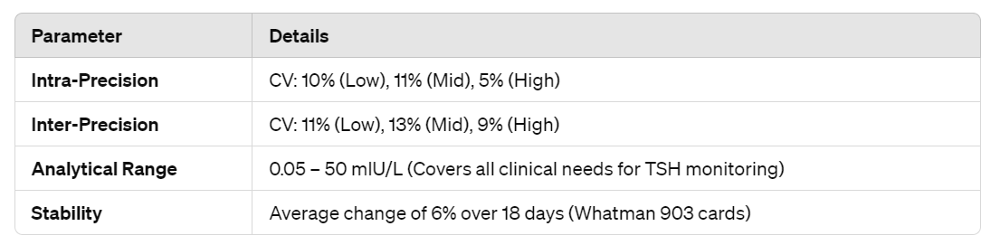 Parameter Details
Intra-Precision CV: 10% (Low), 11% (Mid), 5% (High)
Inter-Precision CV: 11% (Low), 13% (Mid), 9% (High)
Analytical Range 0.05 – 50 mIU/L (Covers all clinical needs for TSH monitoring)
Stability Average change of 6% over 18 days (Whatman 903 cards)